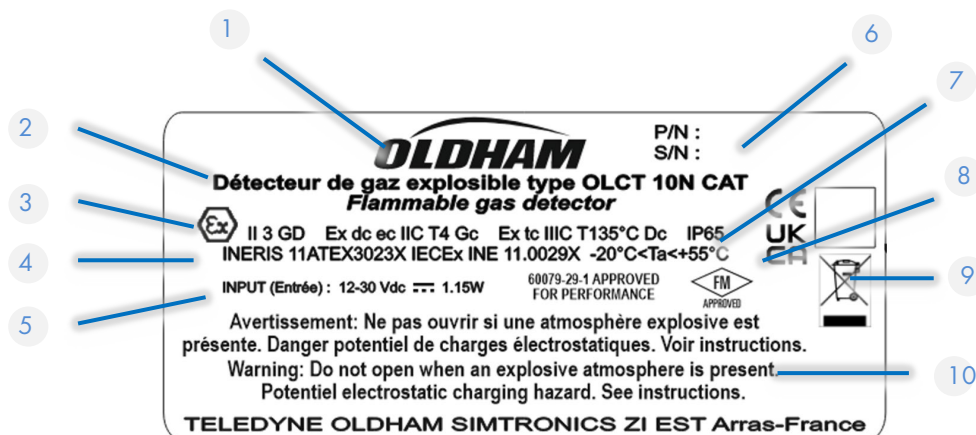 1
6
7
2
OLDHAM
P/N :
S/N :
Détecteur de gaz explosible type OLCT 10N CAT
Flammable gas detector
CE
8
3
Ex II 3 GD Ex dc ec IIC T4 Gc Ex tc IIIC T135°C Dc IP65
UK
CA
4
INERIS 11ATEX3023X IECEx INE 11.0029X -20°C<Ta<+55°C
9
INPUT (Entrée) : 12-30 Vdc 1.15W
60079-29-1 APPROVED
FOR PERFORMANCE
FM
APPROVED
5
Avertissement: Ne pas ouvrir si une atmosphère explosive est
présente. Danger potentiel de charges électrostatiques. Voir instructions.
Warning: Do not open when an explosive atmosphere is present.
10
Potentiel electrostatic charging hazard. See instructions.
TELEDYNE OLDHAM SIMTRONICS ZI EST Arras-France